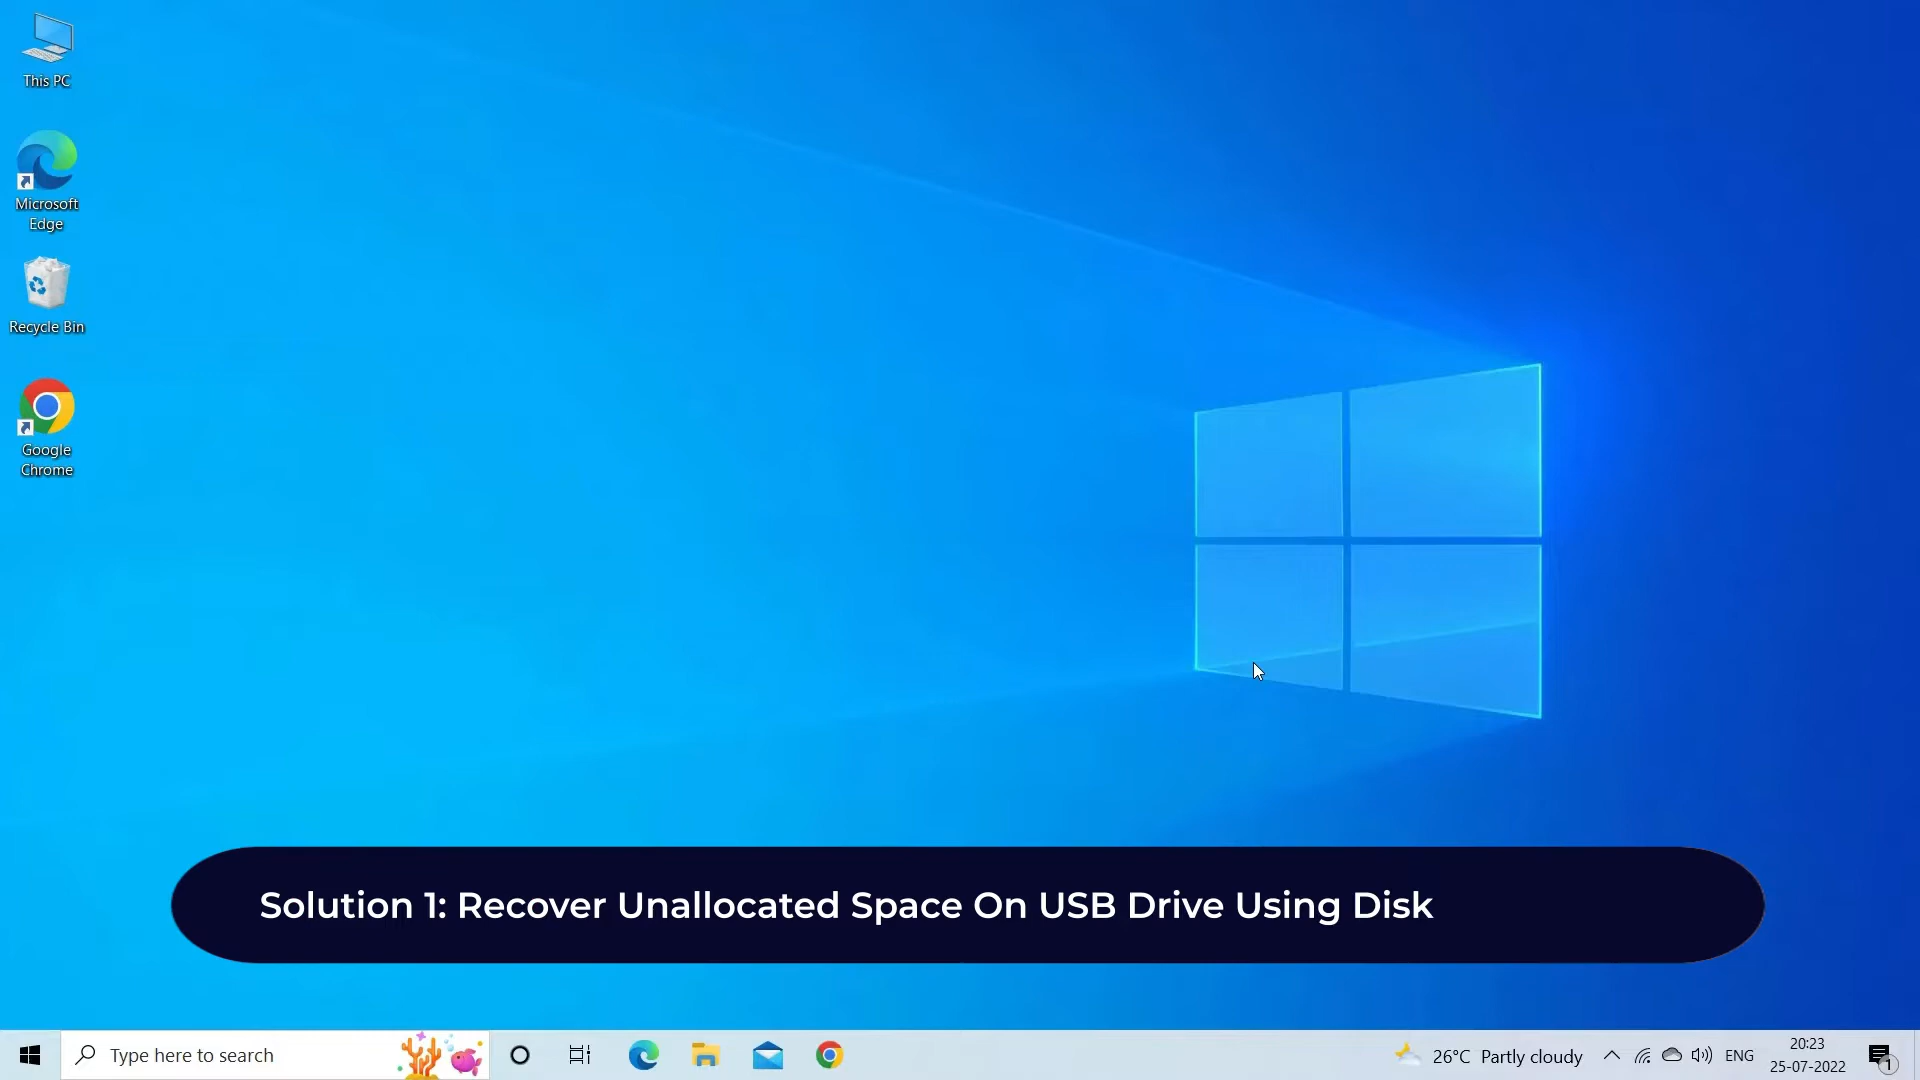 This PC
Microsoft
Edge
Recycle Bin
Google
Chrome
Solution 1: Recover Unallocated Space On USB Drive Using Disk
Type here to search
26°C Partly cloudy
ENG
20:23
25-07-2022
1